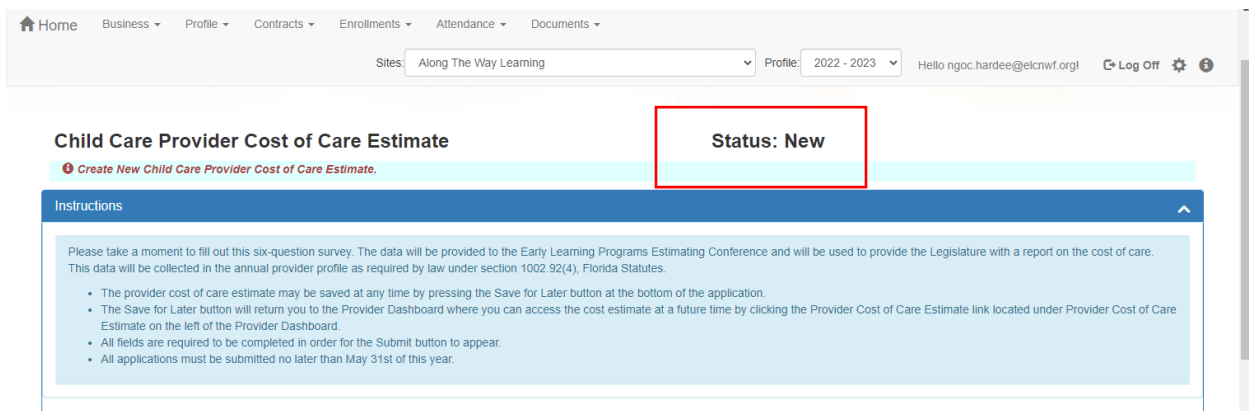 Home Business Profile Contracts Enrollments Attendance Documents
Sites: Along The Way Learning Profile: 2022 - 2023 Hello ngoc.hardee@elcnwf.org! Log Off
Child Care Provider Cost of Care Estimate Status: New
Create New Child Care Provider Cost of Care Estimate.
Instructions
Please take a moment to fill out this six-question survey. The data will be provided to the Early Learning Programs Estimating Conference and will be used to provide the Legislature with a report on the cost of care.
This data will be collected in the annual provider profile as required by law under section 1002.92(4), Florida Statutes.
• The provider cost of care estimate may be saved at any time by pressing the Save for Later button at the bottom of the application.
• The Save for Later button will return you to the Provider Dashboard where you can access the cost estimate at a future time by clicking the Provider Cost of Care Estimate link located under Provider Cost of Care
Estimate on the left of the Provider Dashboard.
• All fields are required to be completed in order for the Submit button to appear.
• All applications must be submitted no later than May 31st of this year.